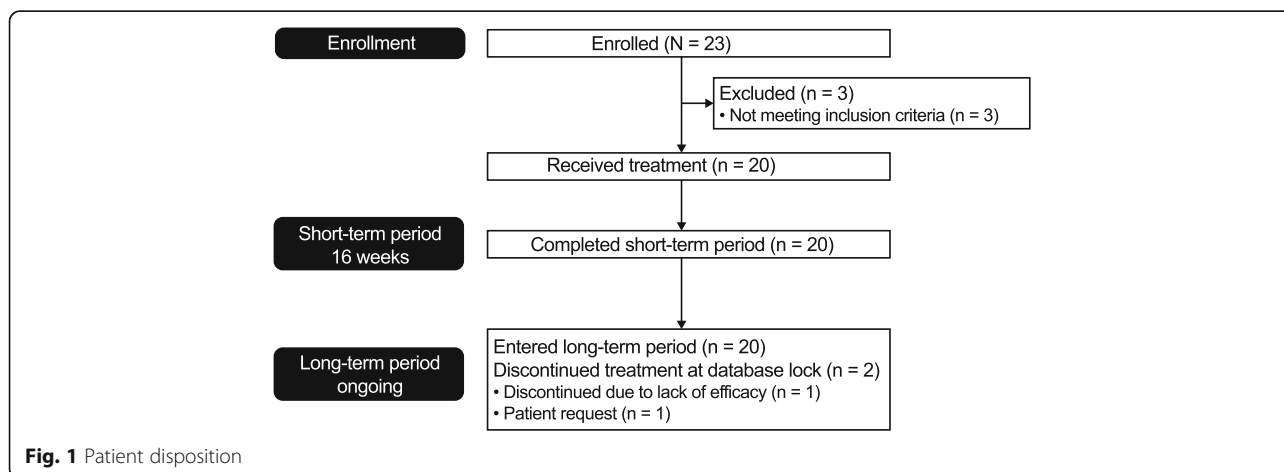 Enrollment
Enrolled (N = 23)
Excluded (n = 3)
• Not meeting inclusion criteria (n = 3)
Received treatment (n = 20)
Short-term period
16 weeks
Completed short-term period (n = 20)
Long-term period
ongoing
Entered long-term period (n = 20)
Discontinued treatment at database lock (n = 2)
• Discontinued due to lack of efficacy (n = 1)
• Patient request (n = 1)
Fig. 1 Patient disposition